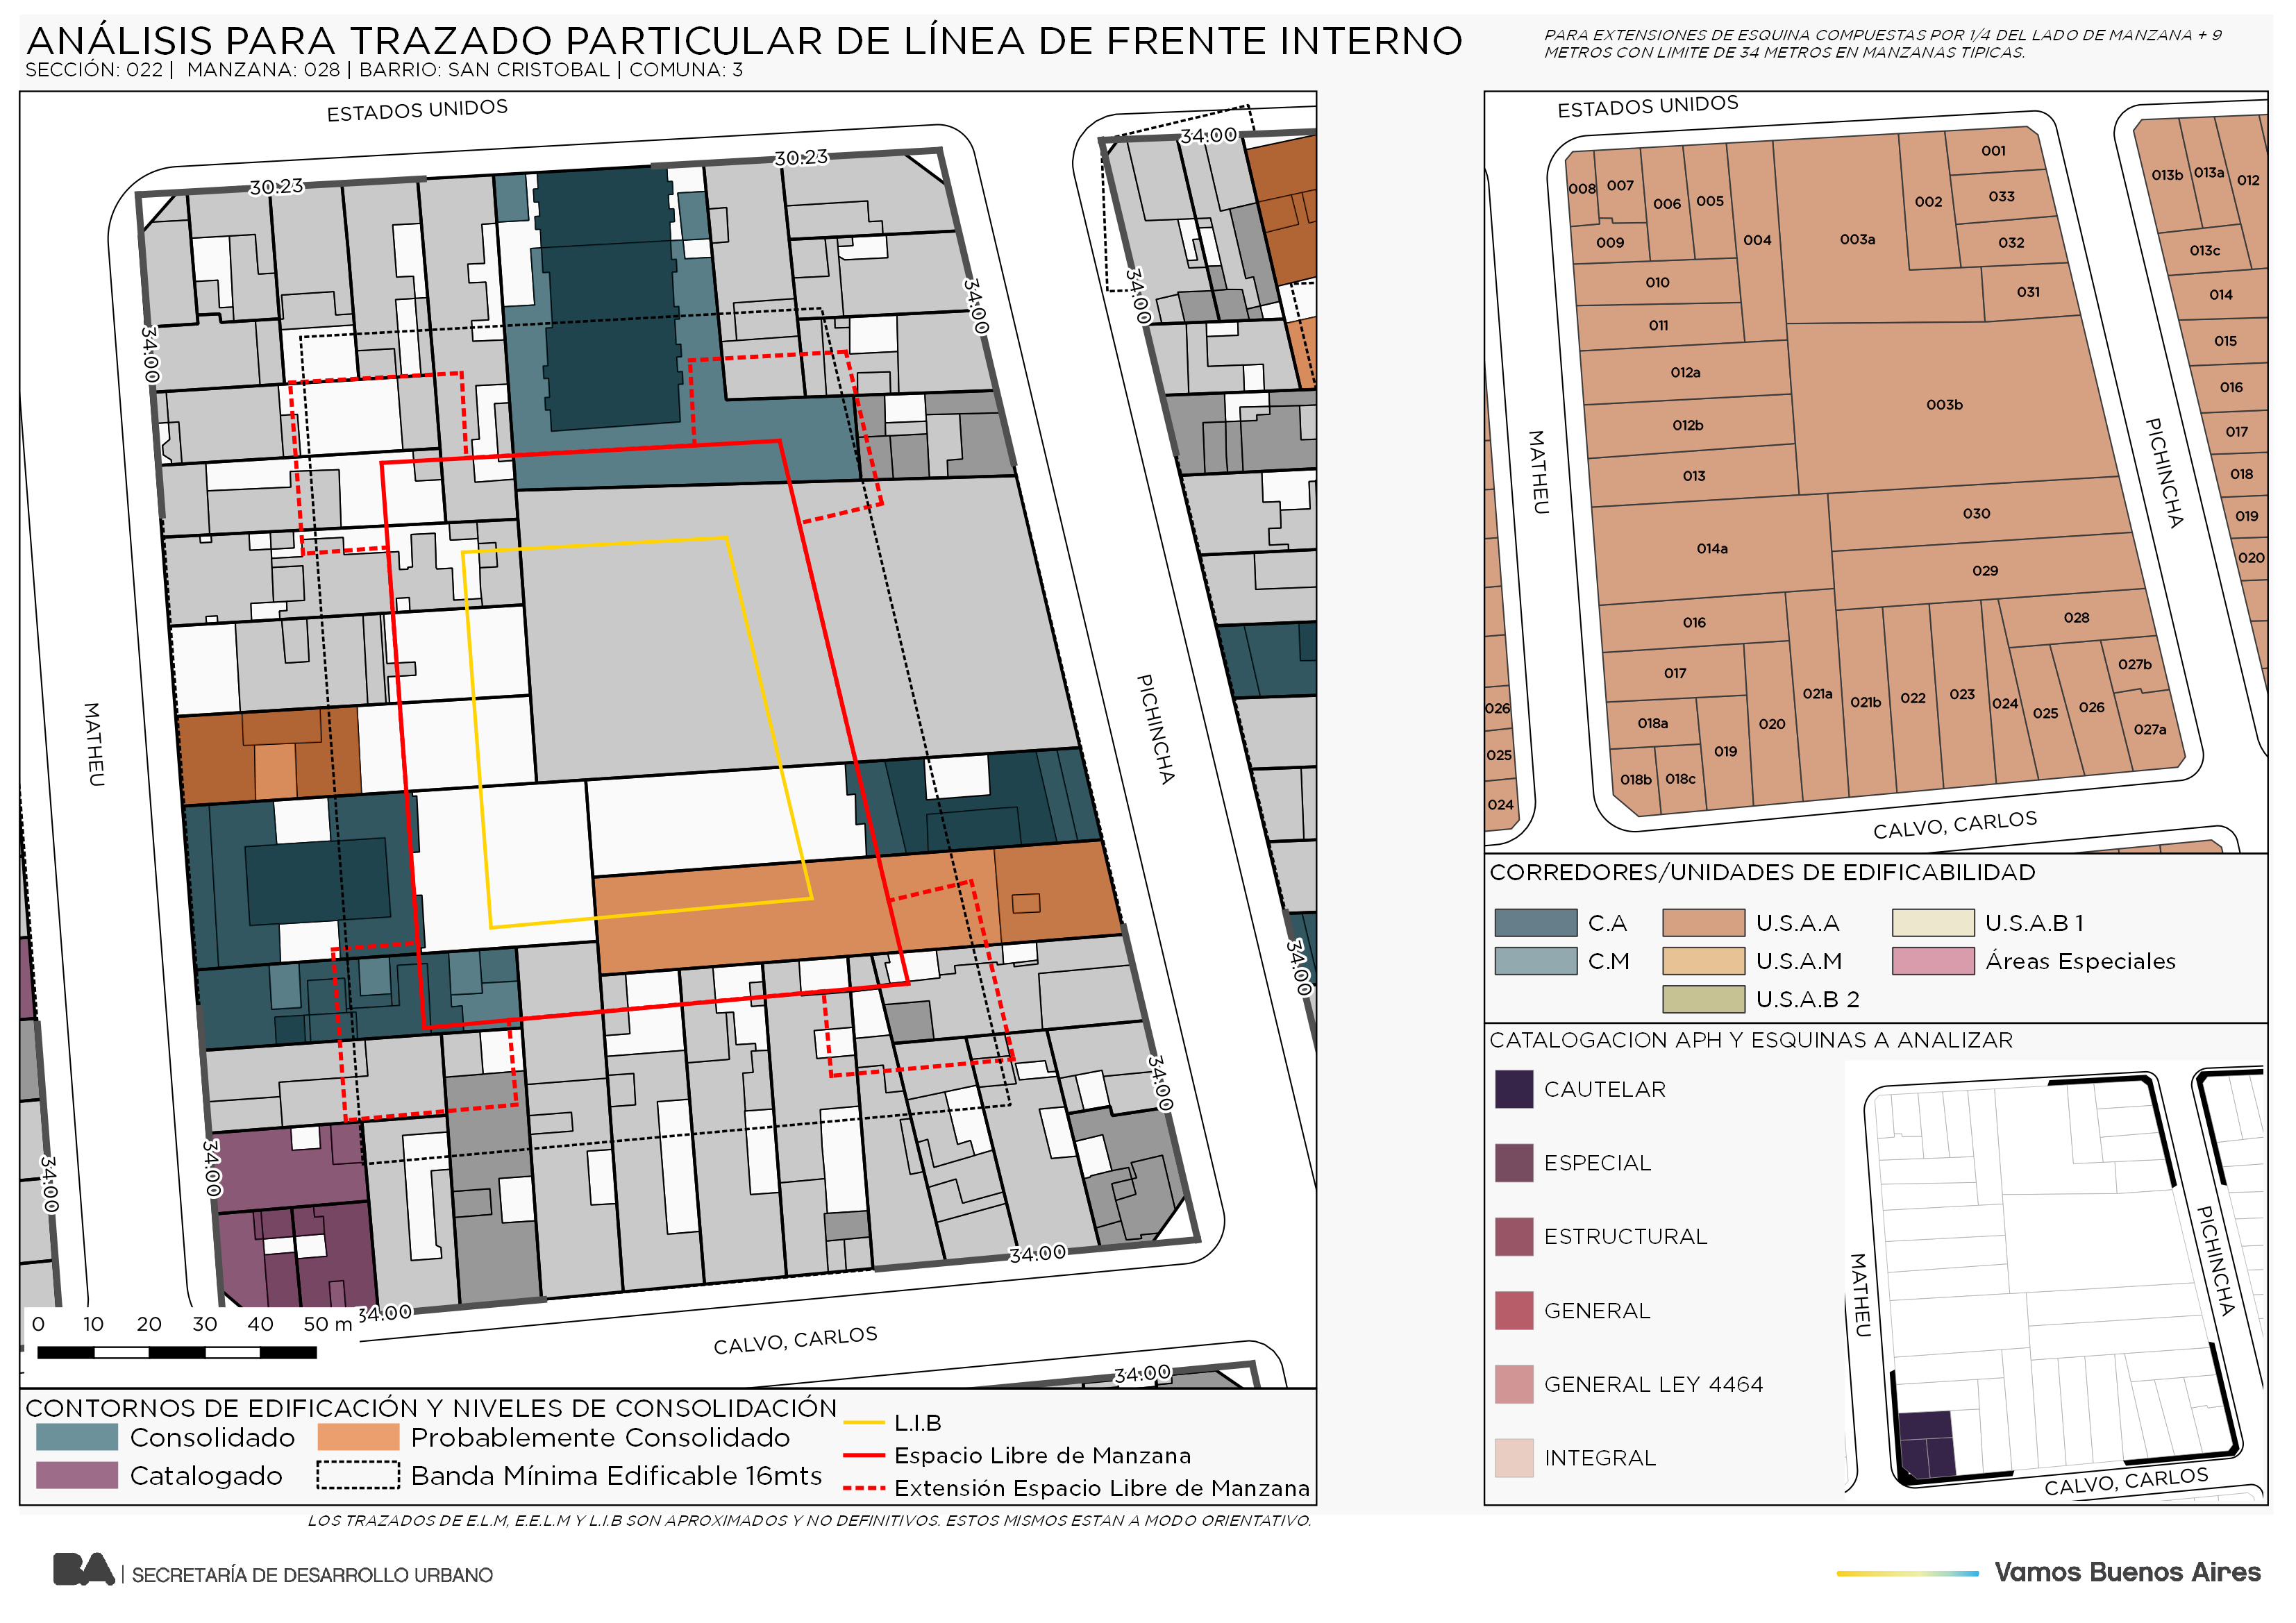 ANÁLISIS PARA TRAZADO PARTICULAR DE LÍNEA DE FRENTE INTERNO
SECCIÓN: 022 | MANZANA: 028 | BARRIO: SAN CRISTOBAL | COMUNA: 3
PARA EXTENSIONES DE ESQUINA COMPUESTAS POR 1/4 DEL LADO DE MANZANA + 9
METROS CON LIMITE DE 34 METROS EN MANZANAS TIPICAS.
ESTADOS UNIDOS
30.23
30.23
34:00
34:00
34:00
34:00
MATHEU
PICHINCHA
34:00
34:00
34:00
34:00
34:00
34:00
CALVO, CARLOS
34:00
0 10 20 30 40 50 m
CONTORNOS DE EDIFICACIÓN Y NIVELES DE CONSOLIDACIÓN
Consolidado
Probablemente Consolidado
Catalogado
Banda Mínima Edificable 16mts
L.I.B
Espacio Libre de Manzana
Extensión Espacio Libre de Manzana
LOS TRAZADOS DE E.L.M, E.E.L.M Y L.I.B SON APROXIMADOS Y NO DEFINITIVOS. ESTOS MISMOS ESTAN A MODO ORIENTATIVO.
ESTADOS UNIDOS
001
008
007
006
005
002
033
004
003a
009
032
010
031
011
012a
003b
012b
013
030
014a
029
016
028
017
027b
021a
021b
022
023
024
025
026
027a
018a
020
019
018b
018c
013b
013a
012
013c
014
015
016
017
018
019
020
026
025
024
MATHEU
PICHINCHA
CALVO, CARLOS
CORREDORES/UNIDADES DE EDIFICABILIDAD
C.A
U.S.A.A
U.S.A.B 1
C.M
U.S.A.M
Áreas Especiales
U.S.A.B 2
CATALOGACION APH Y ESQUINAS A ANALIZAR
CAUTELAR
ESPECIAL
ESTRUCTURAL
GENERAL
GENERAL LEY 4464
INTEGRAL
MATHEU
PICHINCHA
CALVO, CARLOS
BA | SECRETARÍA DE DESARROLLO URBANO
Vamos Buenos Aires